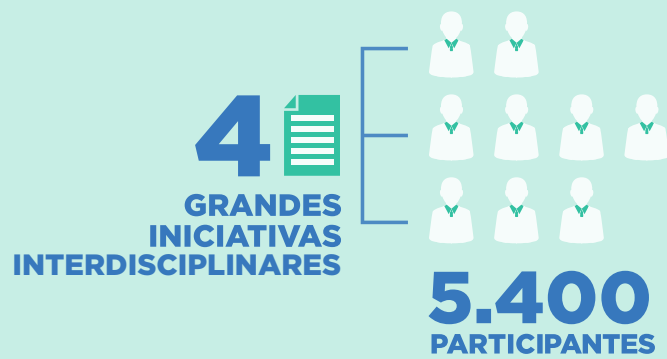 4
GRANDES
INICIATIVAS
INTERDISCIPLINARES
5.400
PARTICIPANTES